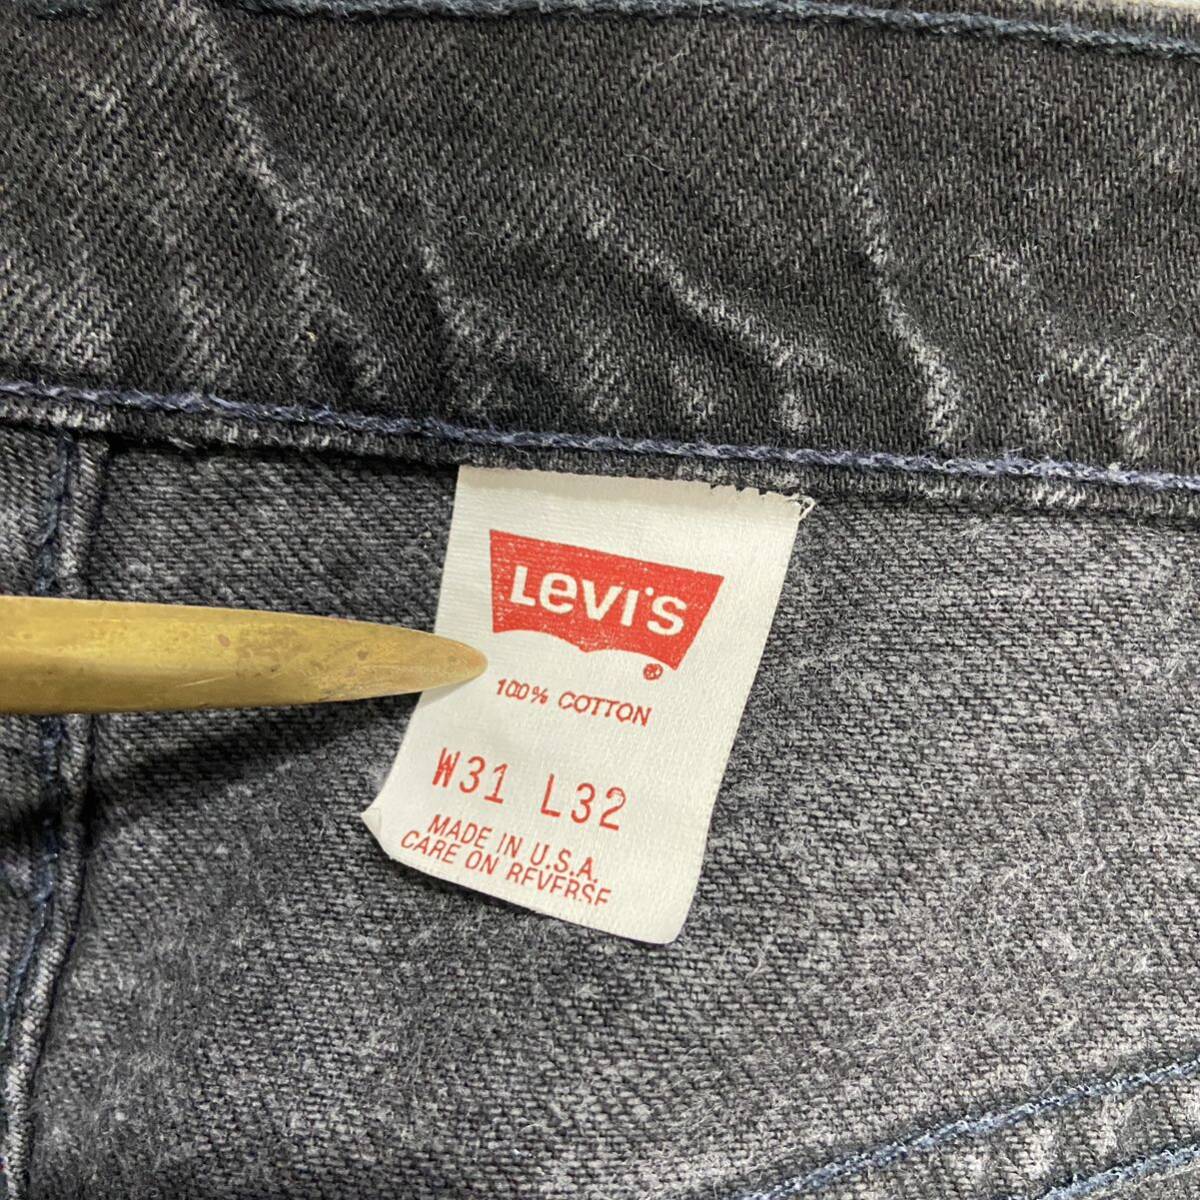 Levi's
®
100% COTTON
W31 L32
MADE IN U.S.A.
CARE ON REVERSE